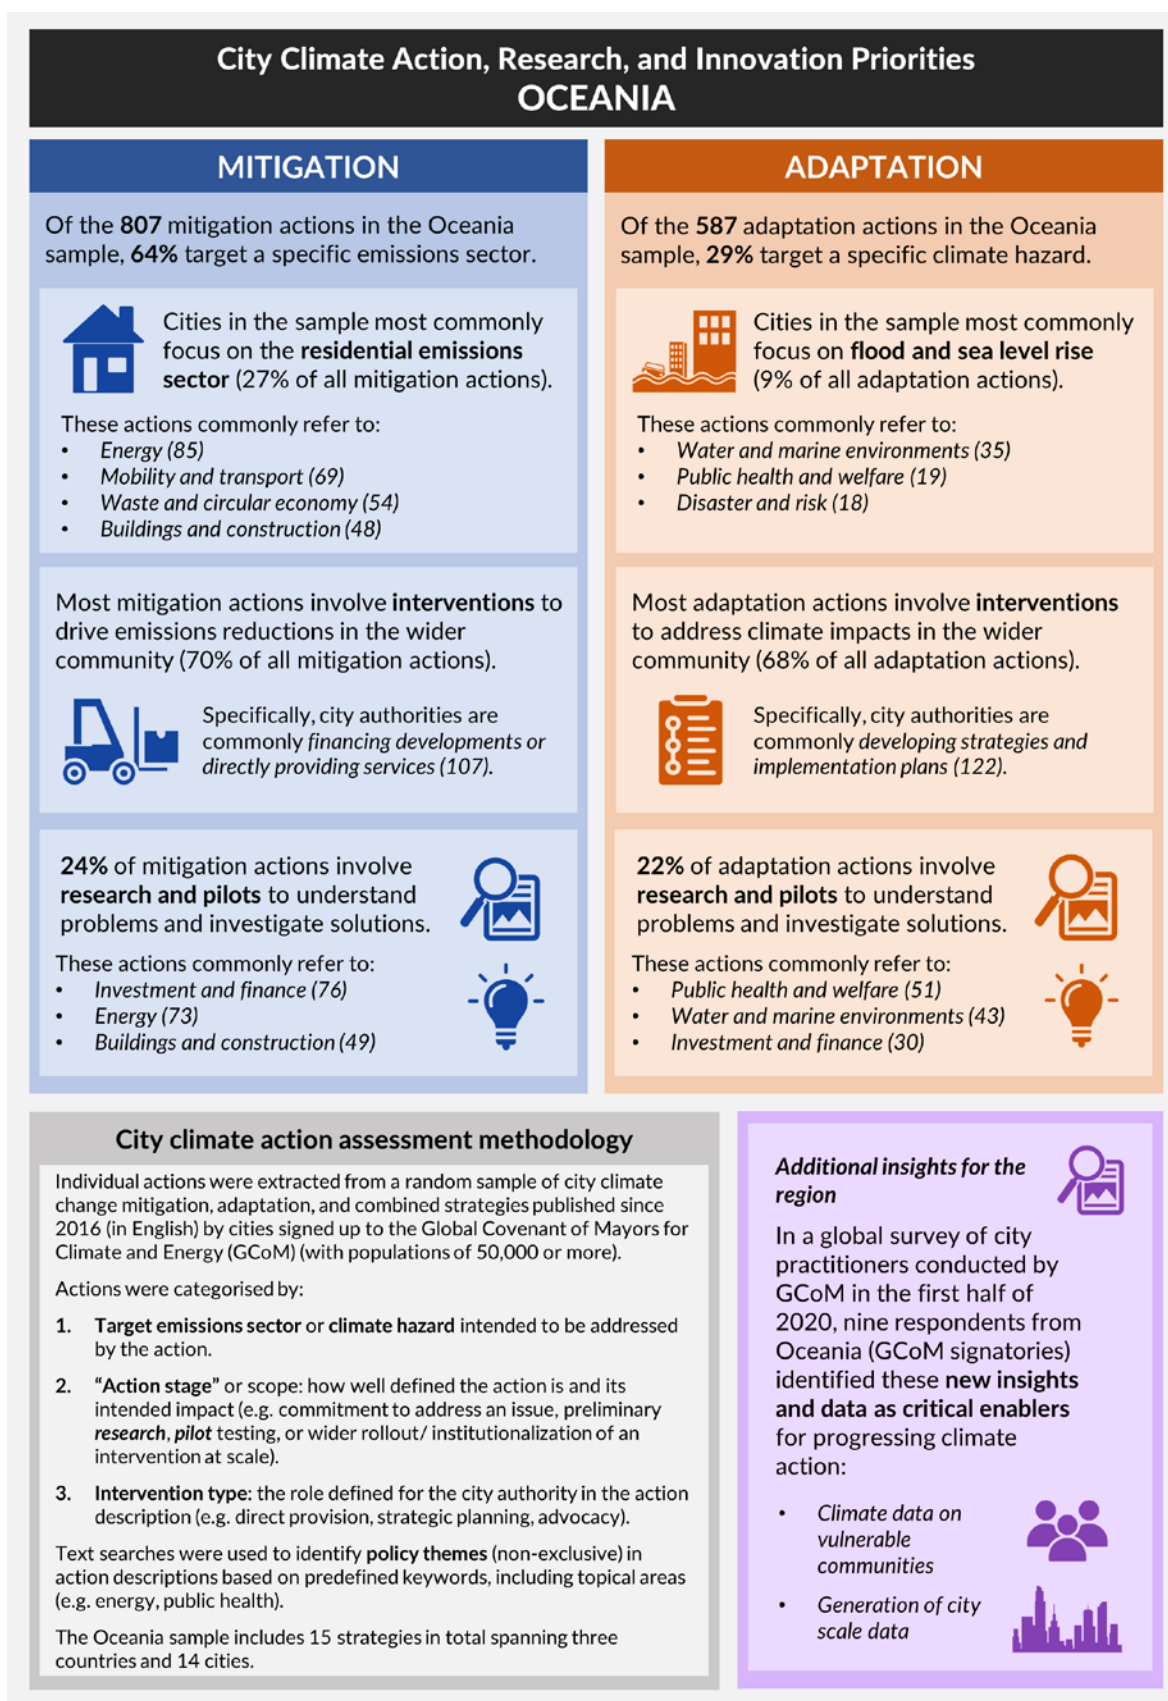 City Climate Action, Research, and Innovation Priorities
OCEANIA
MITIGATION
Of the 807 mitigation actions in the Oceania
sample, 64% target a specific emissions sector.
Cities in the sample most commonly
focus on the residential emissions
sector (27% of all mitigation actions).
These actions commonly refer to:
• Energy (85)
• Mobility and transport (69)
• Waste and circular economy (54)
• Buildings and construction (48)
Most mitigation actions involve interventions to
drive emissions reductions in the wider
community (70% of all mitigation actions).
Specifically, city authorities are
commonly financing developments or
directly providing services (107).
24% of mitigation actions involve
research and pilots to understand
problems and investigate solutions.
These actions commonly refer to:
• Investment and finance (76)
• Energy (73)
• Buildings and construction (49)
ADAPTATION
Of the 587 adaptation actions in the Oceania
sample, 29% target a specific climate hazard.
Cities in the sample most commonly
focus on flood and sea level rise
(9% of all adaptation actions).
These actions commonly refer to:
• Water and marine environments (35)
• Public health and welfare (19)
• Disaster and risk (18)
Most adaptation actions involve interventions
to address climate impacts in the wider
community (68% of all adaptation actions).
Specifically, city authorities are
commonly developing strategies and
implementation plans (122).
22% of adaptation actions involve
research and pilots to understand
problems and investigate solutions.
These actions commonly refer to:
• Public health and welfare (51)
• Water and marine environments (43)
• Investment and finance (30)
City climate action assessment methodology
Individual actions were extracted from a random sample of city climate
change mitigation, adaptation, and combined strategies published since
2016 (in English) by cities signed up to the Global Covenant of Mayors for
Climate and Energy (GCoM) (with populations of 50,000 or more).
Actions were categorised by:
1. Target emissions sector or climate hazard intended to be addressed
by the action.
2. “Action stage” or scope: how well defined the action is and its
intended impact (e.g. commitment to address an issue, preliminary
research, pilot testing, or wider rollout/ institutionalization of an
intervention at scale).
3. Intervention type: the role defined for the city authority in the action
description (e.g. direct provision, strategic planning, advocacy).
Text searches were used to identify policy themes (non-exclusive) in
action descriptions based on predefined keywords, including topical areas
(e.g. energy, public health).
The Oceania sample includes 15 strategies in total spanning three
countries and 14 cities.
Additional insights for the
region
In a global survey of city
practitioners conducted by
GCoM in the first half of
2020, nine respondents from
Oceania (GCoM signatories)
identified these new insights
and data as critical enablers
for progressing climate
action:
• Climate data on
vulnerable
communities
• Generation of city
scale data